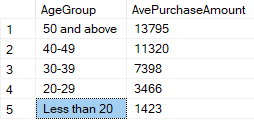 AgeGroup AvePurchaseAmount
1 50 and above 13795
2 40-49 11320
3 30-39 7398
4 20-29 3466
5 Less than 20 1423